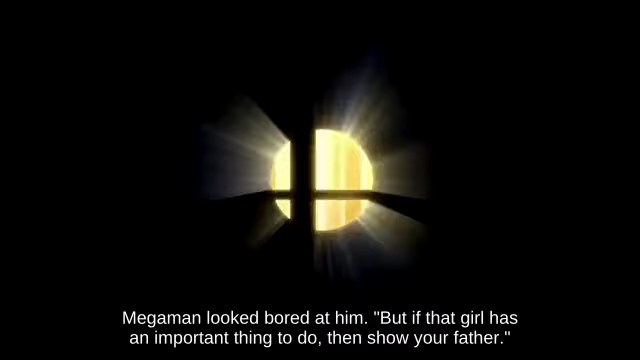 Megaman looked bored at him. "But if that girl has
an important thing to do, then show your father."